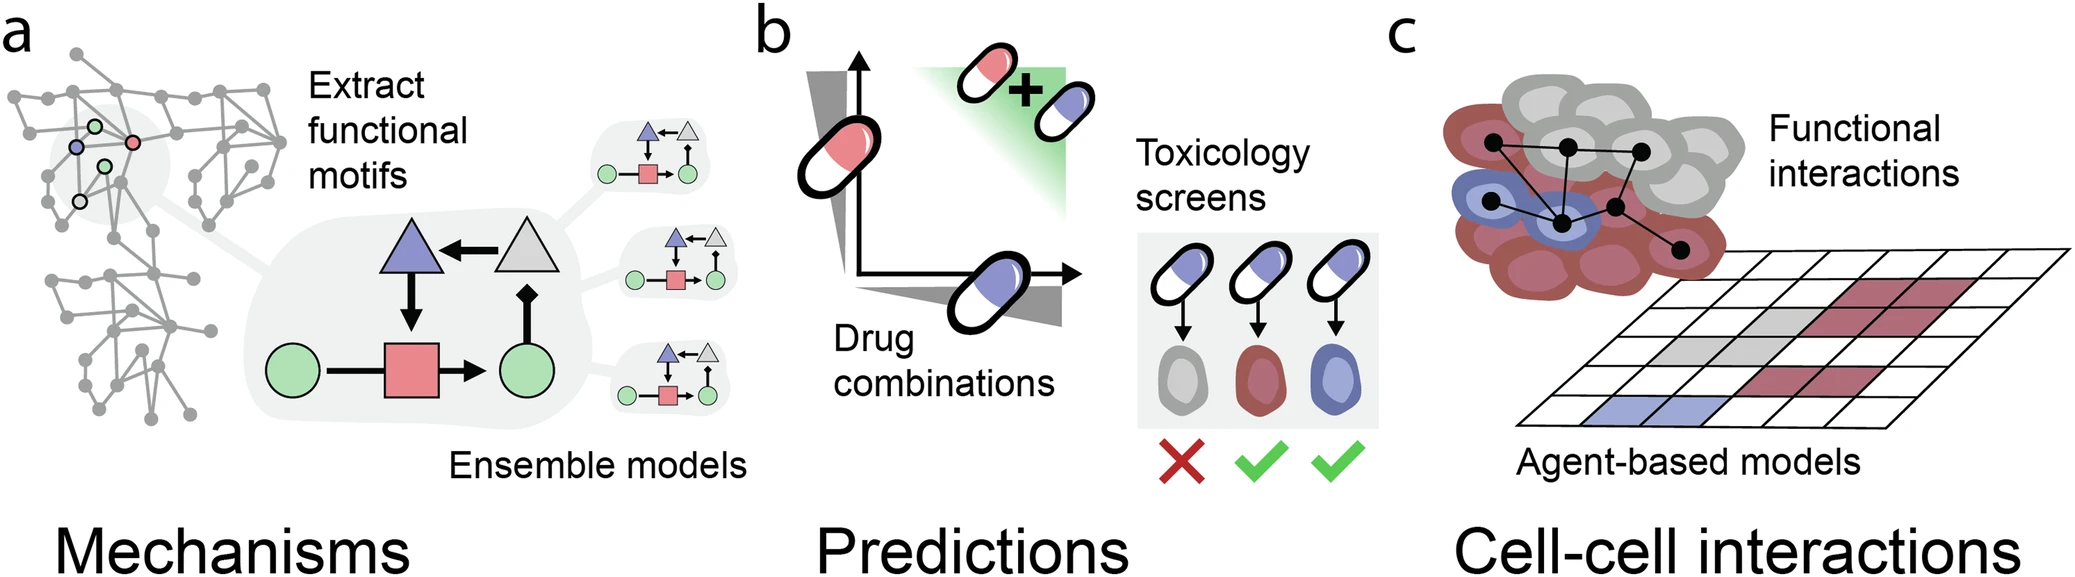 a
Extract
functional
motifs
Ensemble models
Mechanisms
b
+
Drug
combinations
Toxicology
screens
Predictions
c
Functional
interactions
Agent-based models
Cell-cell interactions